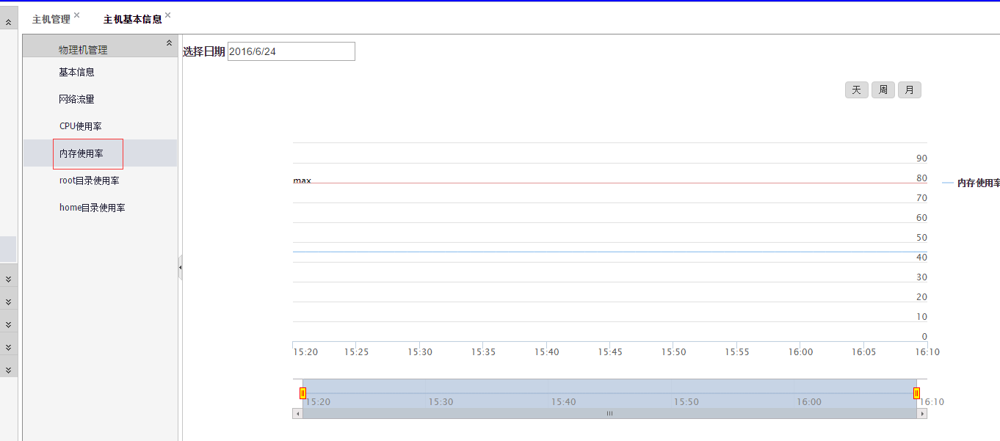 主机管理 主机基本信息
物理机管理
基本信息
网络流量
CPU使用率
内存使用率
root目录使用率
home目录使用率
选择日期 2016/6/24
天 周 月
90
max
80
70
60
50
40
30
20
10
0
内存使用率
15:20 15:25 15:30 15:35 15:40 15:45 15:50 15:55 16:00 16:05 16:10
15:20 15:30 15:40 15:50 16:00 16:10